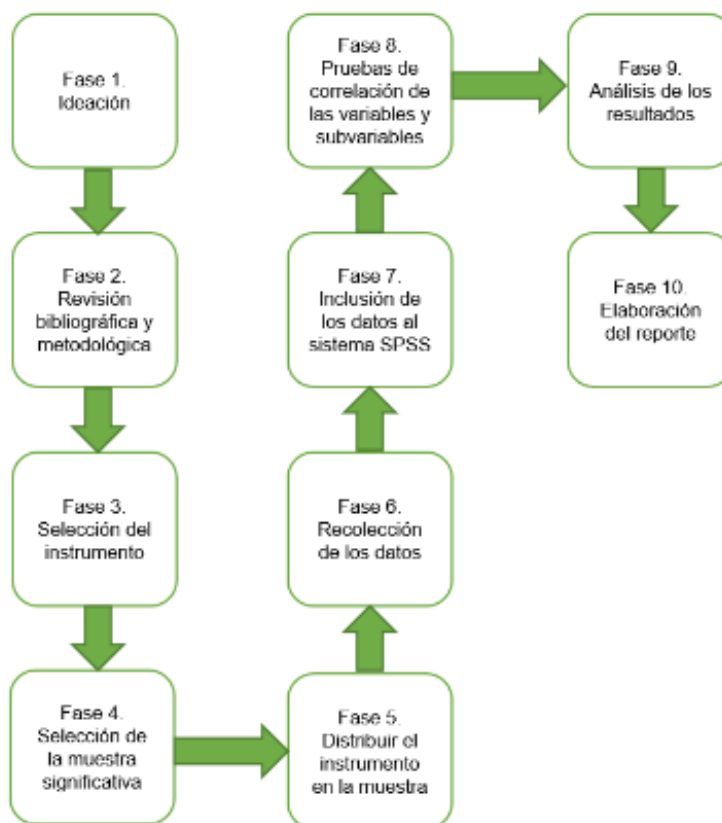 Fase 1.
Ideación
Fase 2.
Revisión
bibliográfica y
metodológica
Fase 3.
Selección del
instrumento
Fase 4.
Selección de
la muestra
significativa
Fase 5.
Distribuir el
instrumento
en la muestra
Fase 6.
Recolección
de los datos
Fase 7.
Inclusión de
los datos al
sistema SPSS
Fase 8.
Pruebas de
correlación de
las variables y
subvariables
Fase 9.
Análisis de los
resultados
Fase 10.
Elaboración
del reporte